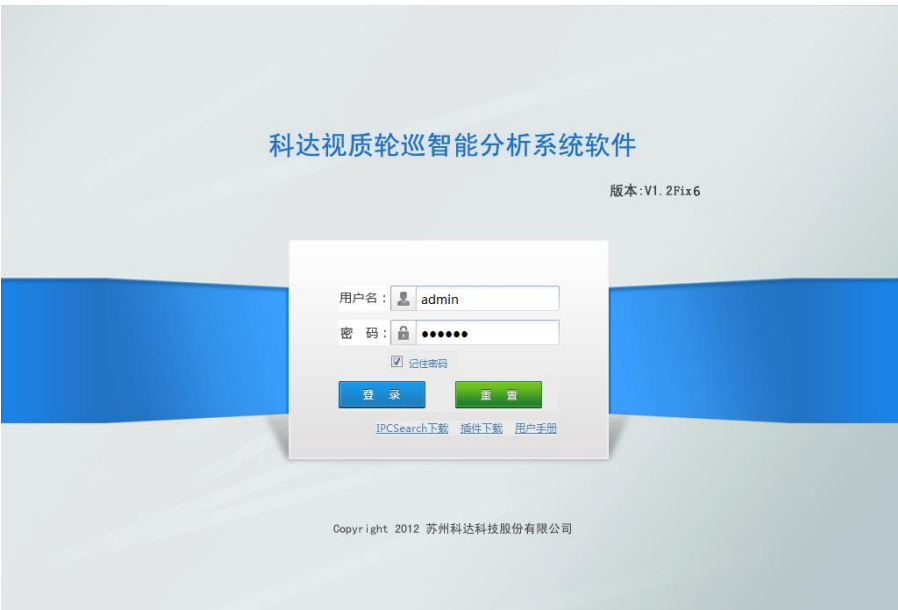 科达视质轮巡智能分析系统软件
版本:V1.2Fix6
用户名： admin
密 码： ●●●●●●
记住密码
登 录 重 置
IPCSearch下载 插件下载 用户手册
Copyright 2012 苏州科达科技股份有限公司